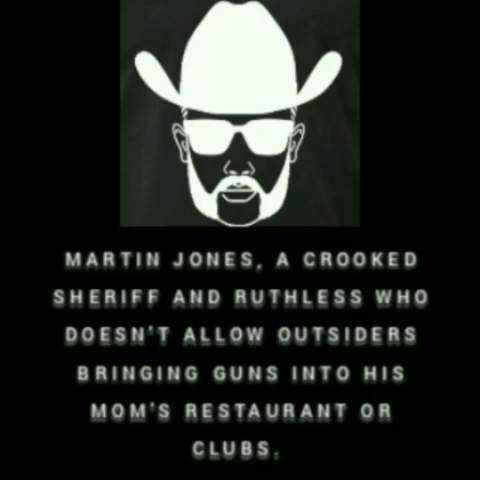 MARTIN JONES, A CROOKED
SHERIFF AND RUTHLESS WHO
DOESN'T ALLOW OUTSIDERS
BRINGING GUNS INTO HIS
MOM'S RESTAURANT OR
CLUBS.